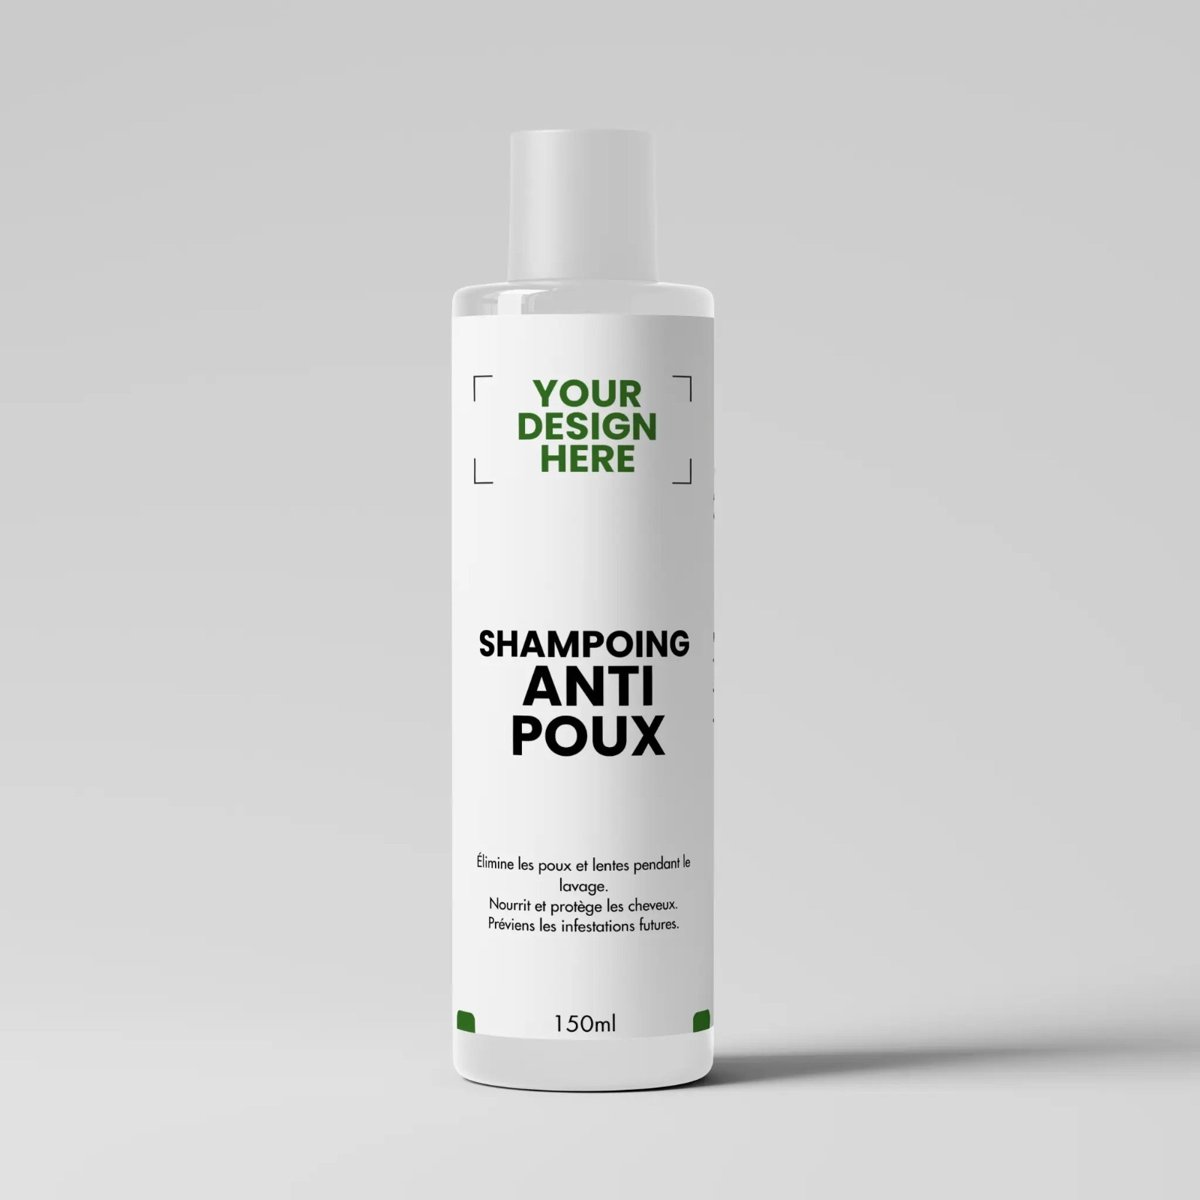 YOUR
DESIGN
HERE
SHAMPOING
ANTI
POUX
Élimine les poux et lentes pendant le
lavage.
Nourrit et protège les cheveux.
Préviens les infestations futures.
150ml